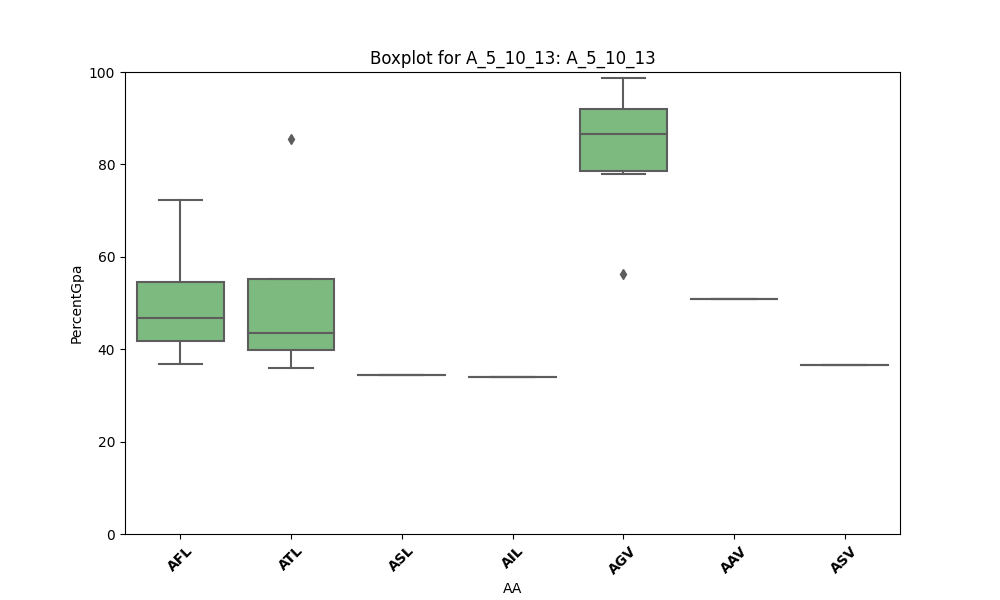 Boxplot for A_5_10_13: A_5_10_13
100
80
60
40
20
0
PercentGpa
AFL
ATL
ASL
AIL
AGV
AAV
ASV
AA